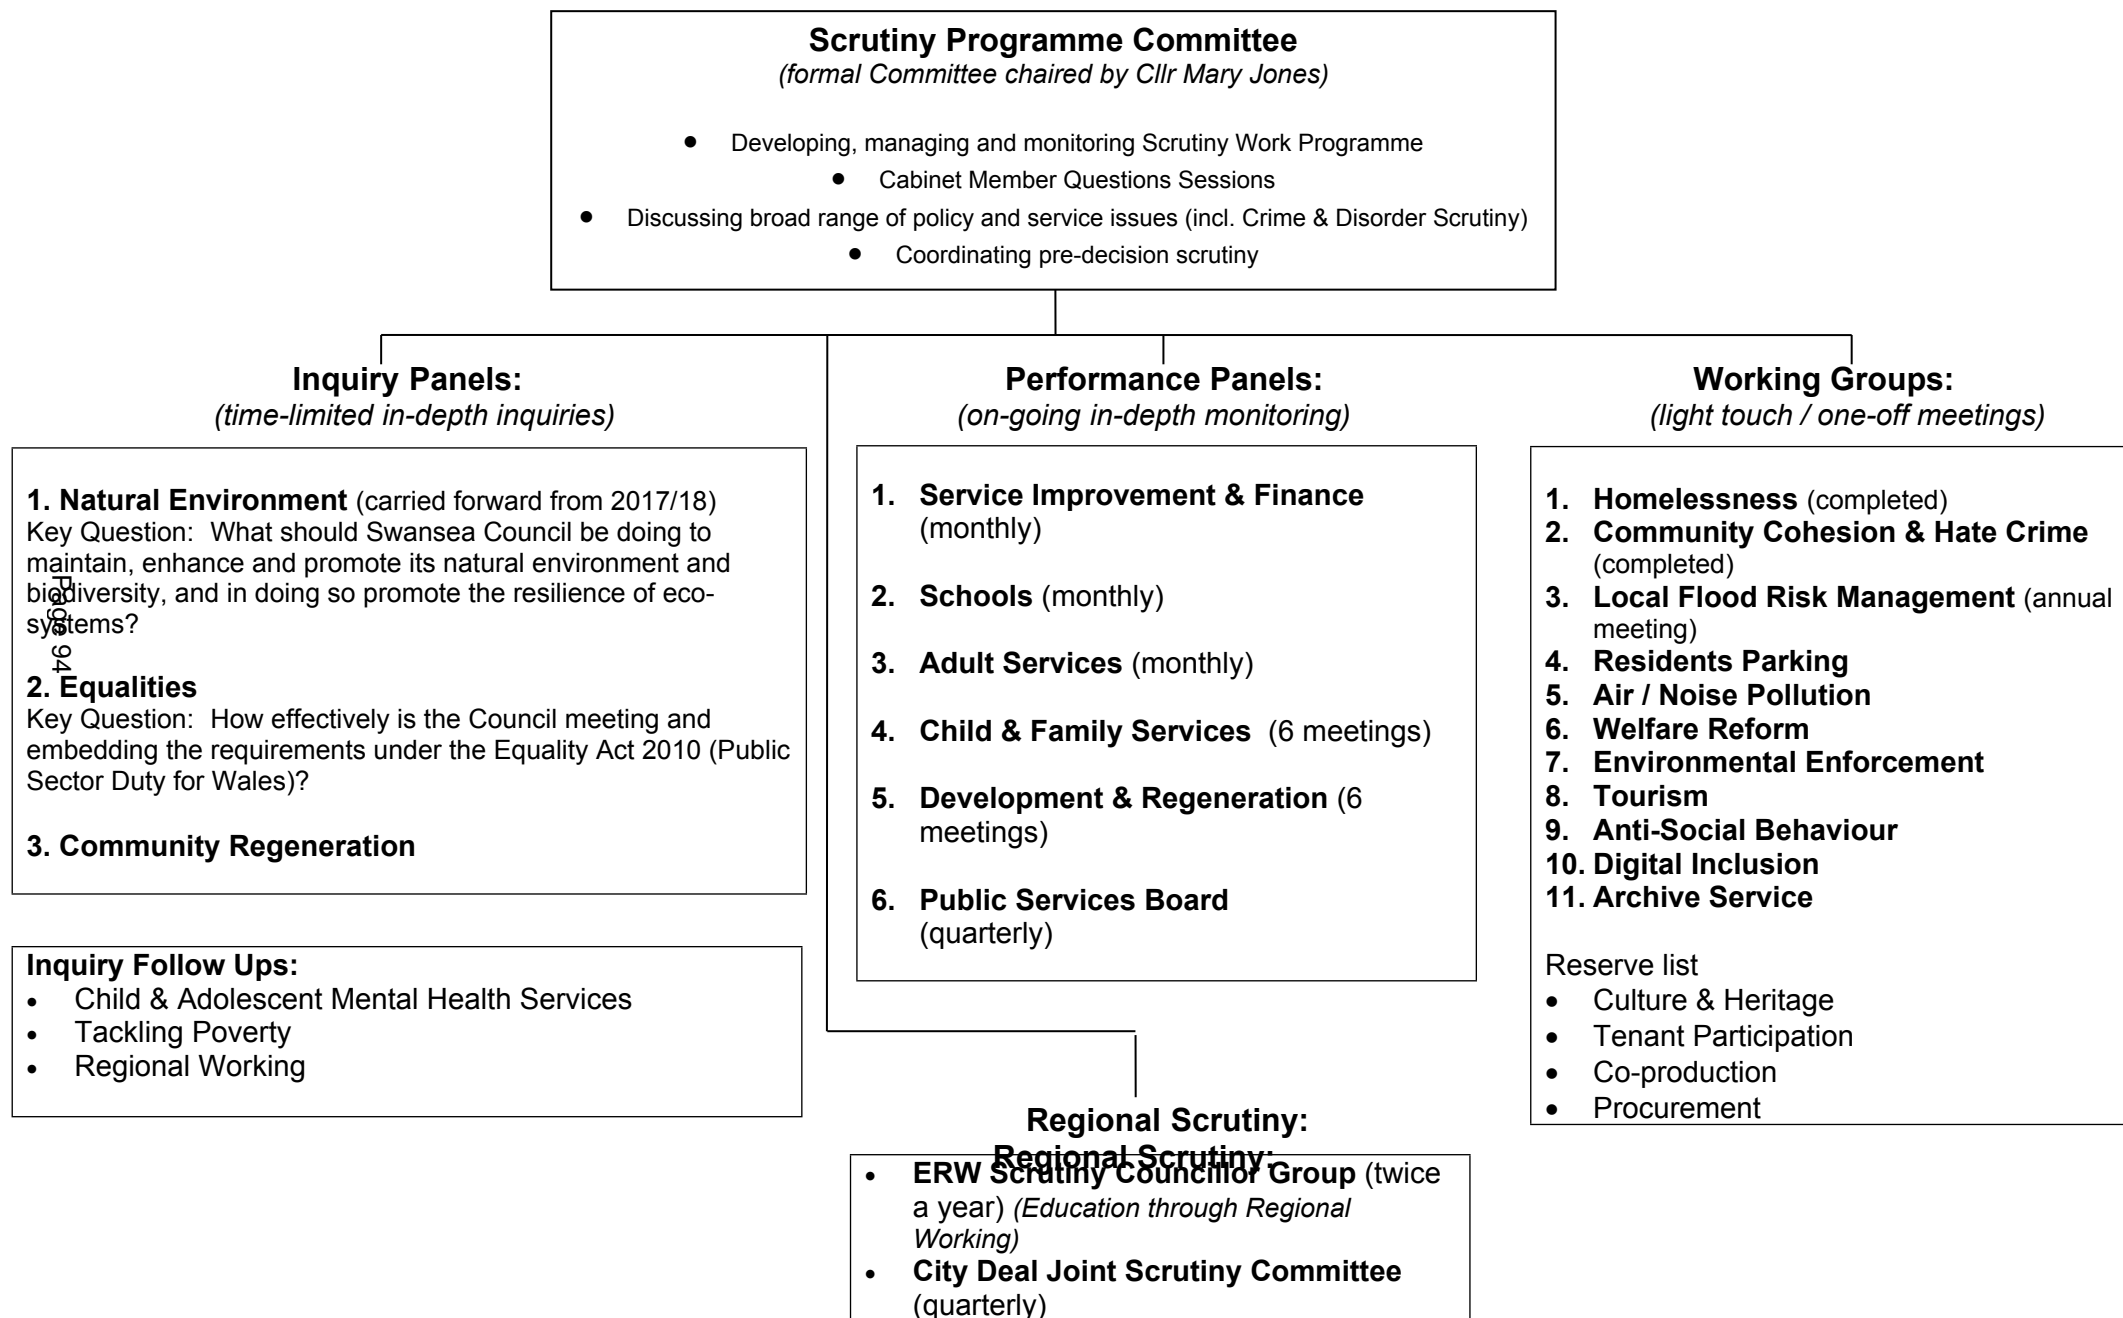 Scrutiny Programme Committee
(formal Committee chaired by Cllr Mary Jones)
● Developing, managing and monitoring Scrutiny Work Programme
● Cabinet Member Questions Sessions
● Discussing broad range of policy and service issues (incl. Crime & Disorder Scrutiny)
● Coordinating pre-decision scrutiny
Inquiry Panels:
(time-limited in-depth inquiries)
1. Natural Environment (carried forward from 2017/18)
Key Question: What should Swansea Council be doing to
maintain, enhance and promote its natural environment and
biodiversity, and in doing so promote the resilience of eco-
systems?
2. Equalities
Key Question: How effectively is the Council meeting and
embedding the requirements under the Equality Act 2010 (Public
Sector Duty for Wales)?
3. Community Regeneration
Page 94
Inquiry Follow Ups:
• Child & Adolescent Mental Health Services
• Tackling Poverty
• Regional Working
Performance Panels:
(on-going in-depth monitoring)
1. Service Improvement & Finance
(monthly)
2. Schools (monthly)
3. Adult Services (monthly)
4. Child & Family Services (6 meetings)
5. Development & Regeneration (6
meetings)
6. Public Services Board
(quarterly)
Regional Scrutiny:
Regional Scrutiny:
• ERW Scrutiny Councillor Group (twice
a year) (Education through Regional
Working)
• City Deal Joint Scrutiny Committee
(quarterly)
Working Groups:
(light touch / one-off meetings)
1. Homelessness (completed)
2. Community Cohesion & Hate Crime
(completed)
3. Local Flood Risk Management (annual
meeting)
4. Residents Parking
5. Air / Noise Pollution
6. Welfare Reform
7. Environmental Enforcement
8. Tourism
9. Anti-Social Behaviour
10. Digital Inclusion
11. Archive Service
Reserve list
• Culture & Heritage
• Tenant Participation
• Co-production
• Procurement